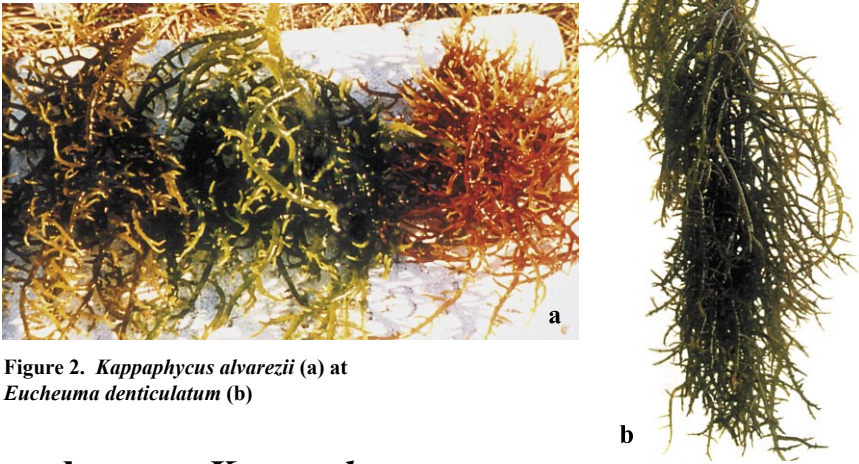 a
Figure 2. Kappaphycus alvarezii (a) at
Eucheuma denticulatum (b)
b